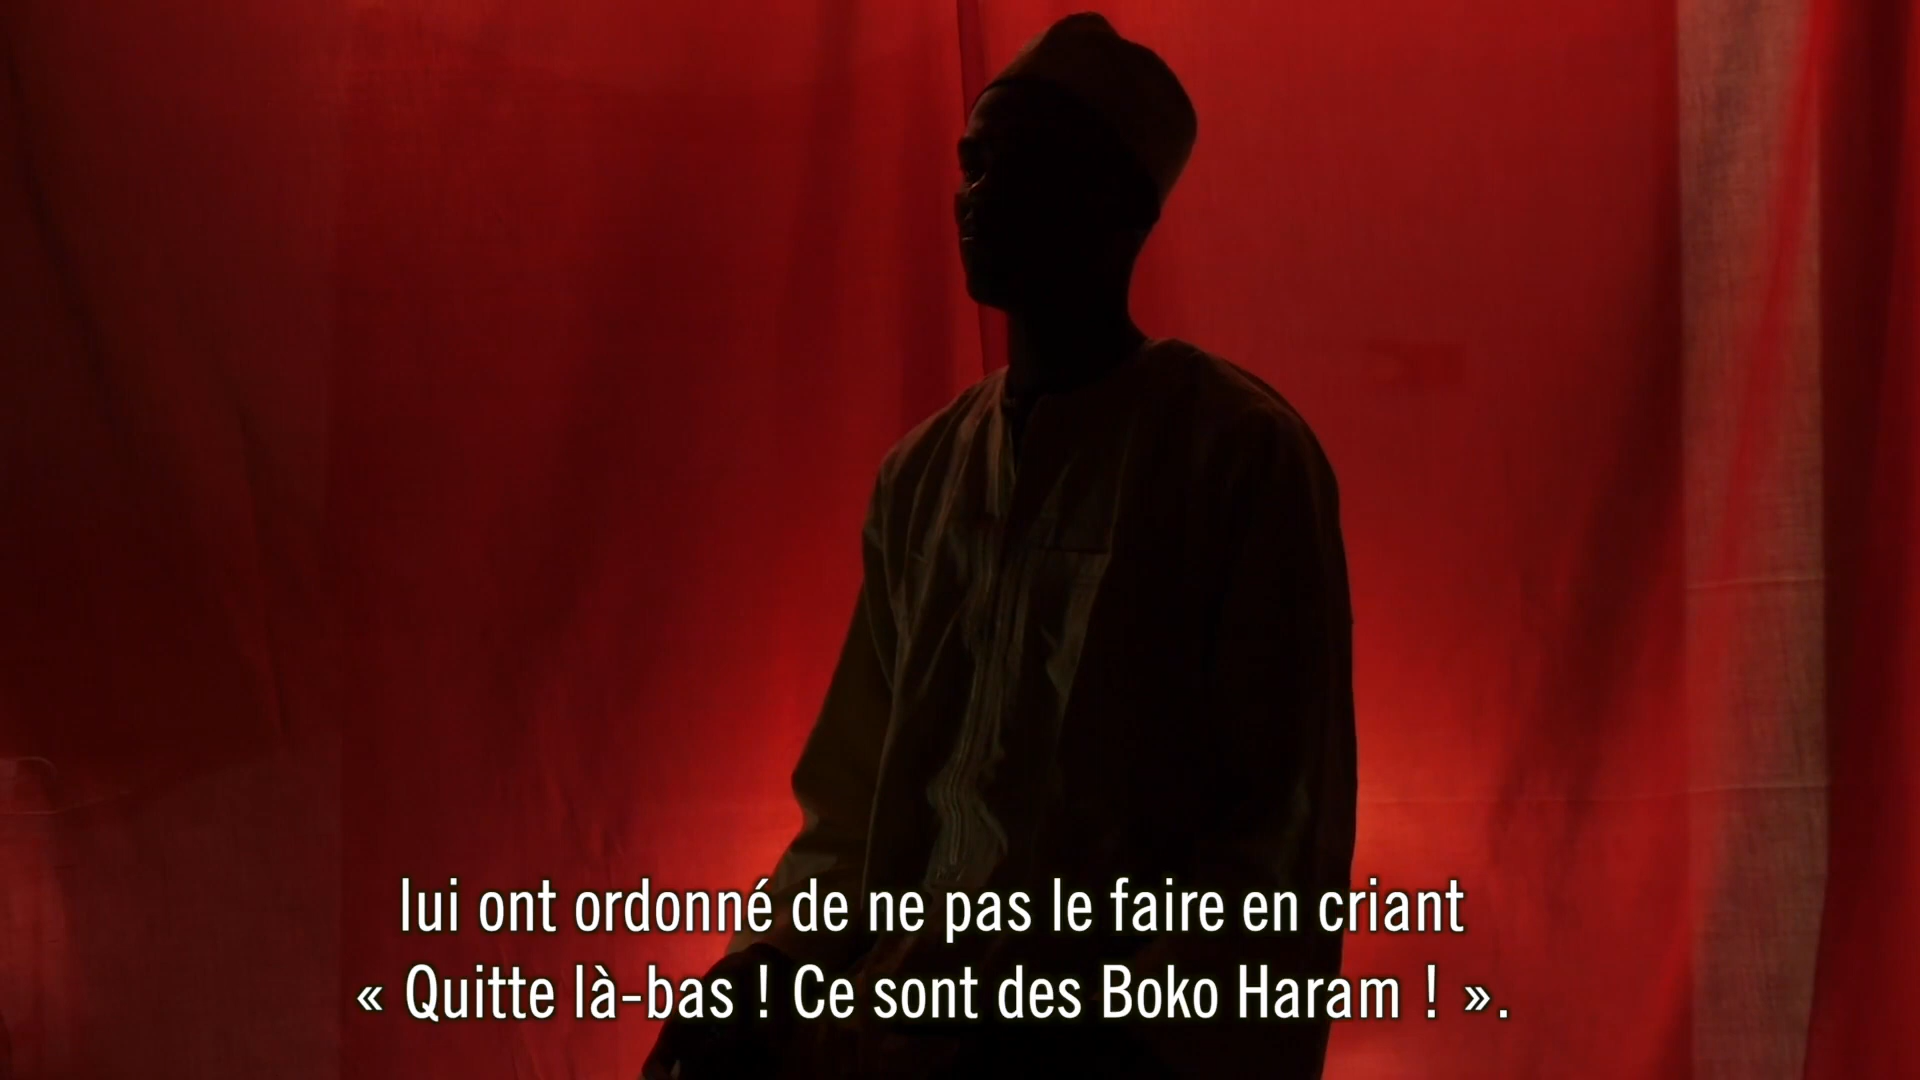 lui ont ordonné de ne pas le faire en criant
« Quitte là-bas ! Ce sont des Boko Haram ! ».